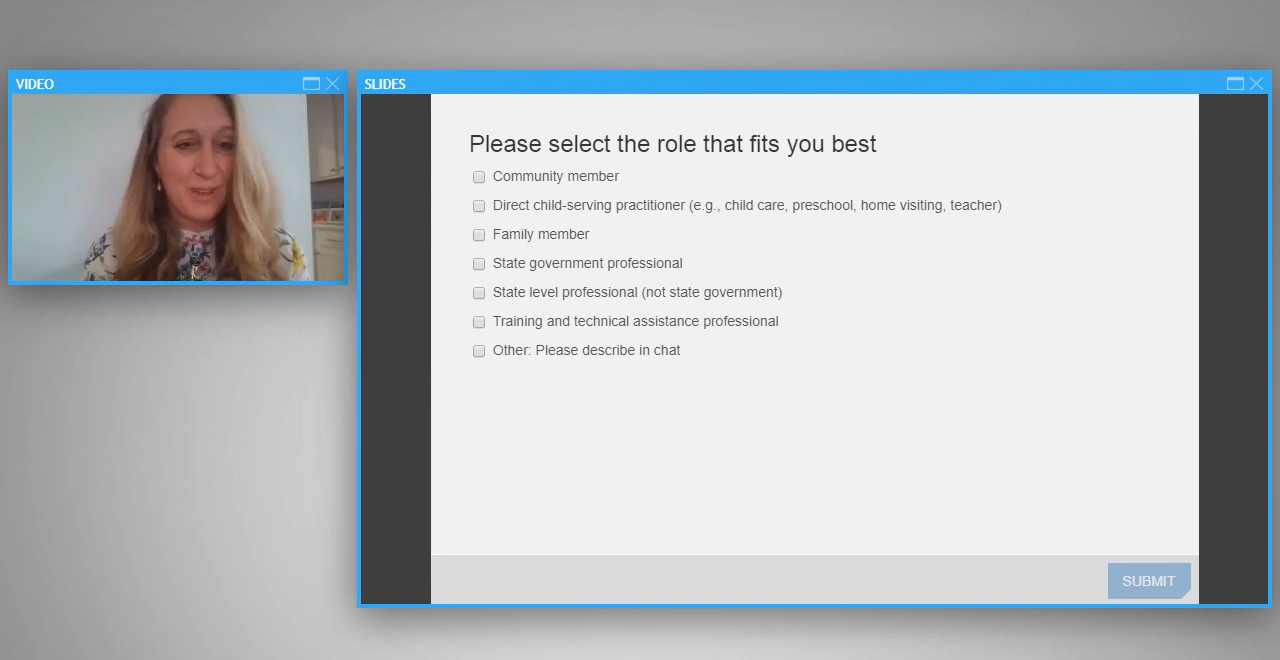 VIDEO
SLIDES
Please select the role that fits you best
Community member
Direct child-serving practitioner (e.g., child care, preschool, home visiting, teacher)
Family member
State government professional
State level professional (not state government)
Training and technical assistance professional
Other: Please describe in chat
SUBMIT